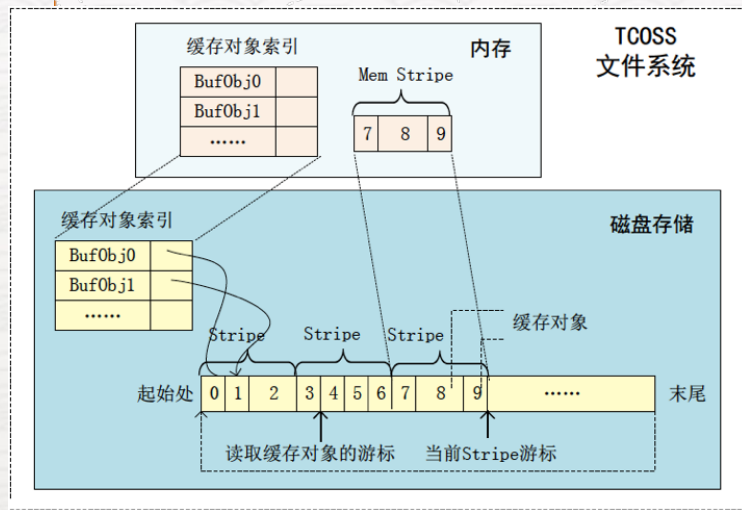 缓存对象索引
内存
TCOSS
文件系统
BufObj0
BufObj1
……
Mem Stripe
7 8 9
缓存对象索引
磁盘存储
BufObj0
BufObj1
……
缓存对象
Stripe Stripe Stripe
起始处 0 1 2 3 4 5 6 7 8 9 …… 末尾
读取缓存对象的游标 当前Stripe游标